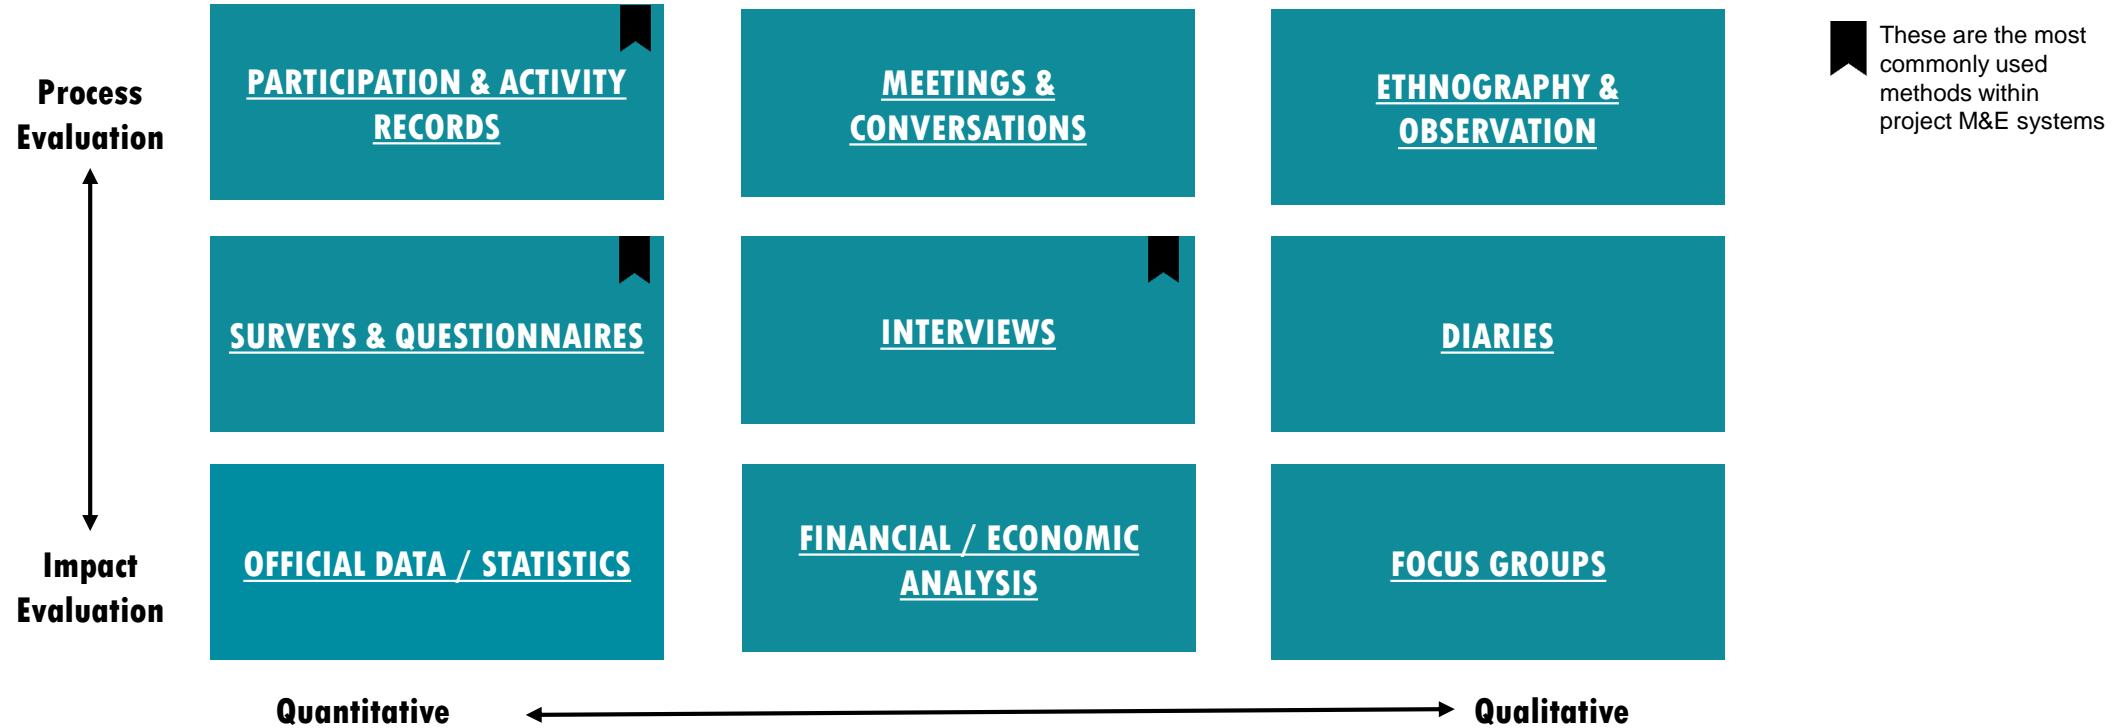 PARTICIPATION & ACTIVITY
RECORDS
MEETINGS &
CONVERSATIONS
ETHNOGRAPHY &
OBSERVATION
These are the most
commonly used
methods within
project M&E systems
Process
Evaluation
SURVEYS & QUESTIONNAIRES
INTERVIEWS
DIARIES
Impact
Evaluation
OFFICIAL DATA / STATISTICS
FINANCIAL / ECONOMIC
ANALYSIS
FOCUS GROUPS
Quantitative
Qualitative